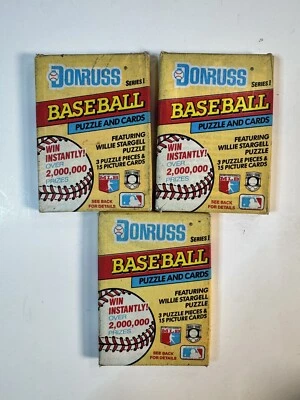 DONRUSS
SERIES 1
BASEBALL
PUZZLE AND CARDS
WIN
INSTANTLY!
OVER
2,000,000
PRIZES
SEE BACK
FOR DETAILS
FEATURING
WILLIE STARGELL
PUZZLE
3 PUZZLE PIECES &
15 PICTURE CARDS
DONRUSS
SERIES 1
BASEBALL
PUZZLE AND CARDS
WIN
INSTANTLY!
OVER
2,000,000
PRIZES
SEE BACK
FOR DETAILS
FEATURING
WILLIE STARGELL
PUZZLE
3 PUZZLE PIECES &
15 PICTURE CARDS
DONRUSS
SERIES 1
BASEBALL
PUZZLE AND CARDS
WIN
INSTANTLY!
OVER
2,000,000
PRIZES
FEATURING
WILLIE STARGELL
PUZZLE
3 PUZZLE PIECES &
15 PICTURE CARDS
SEE BACK
FOR DETAILS